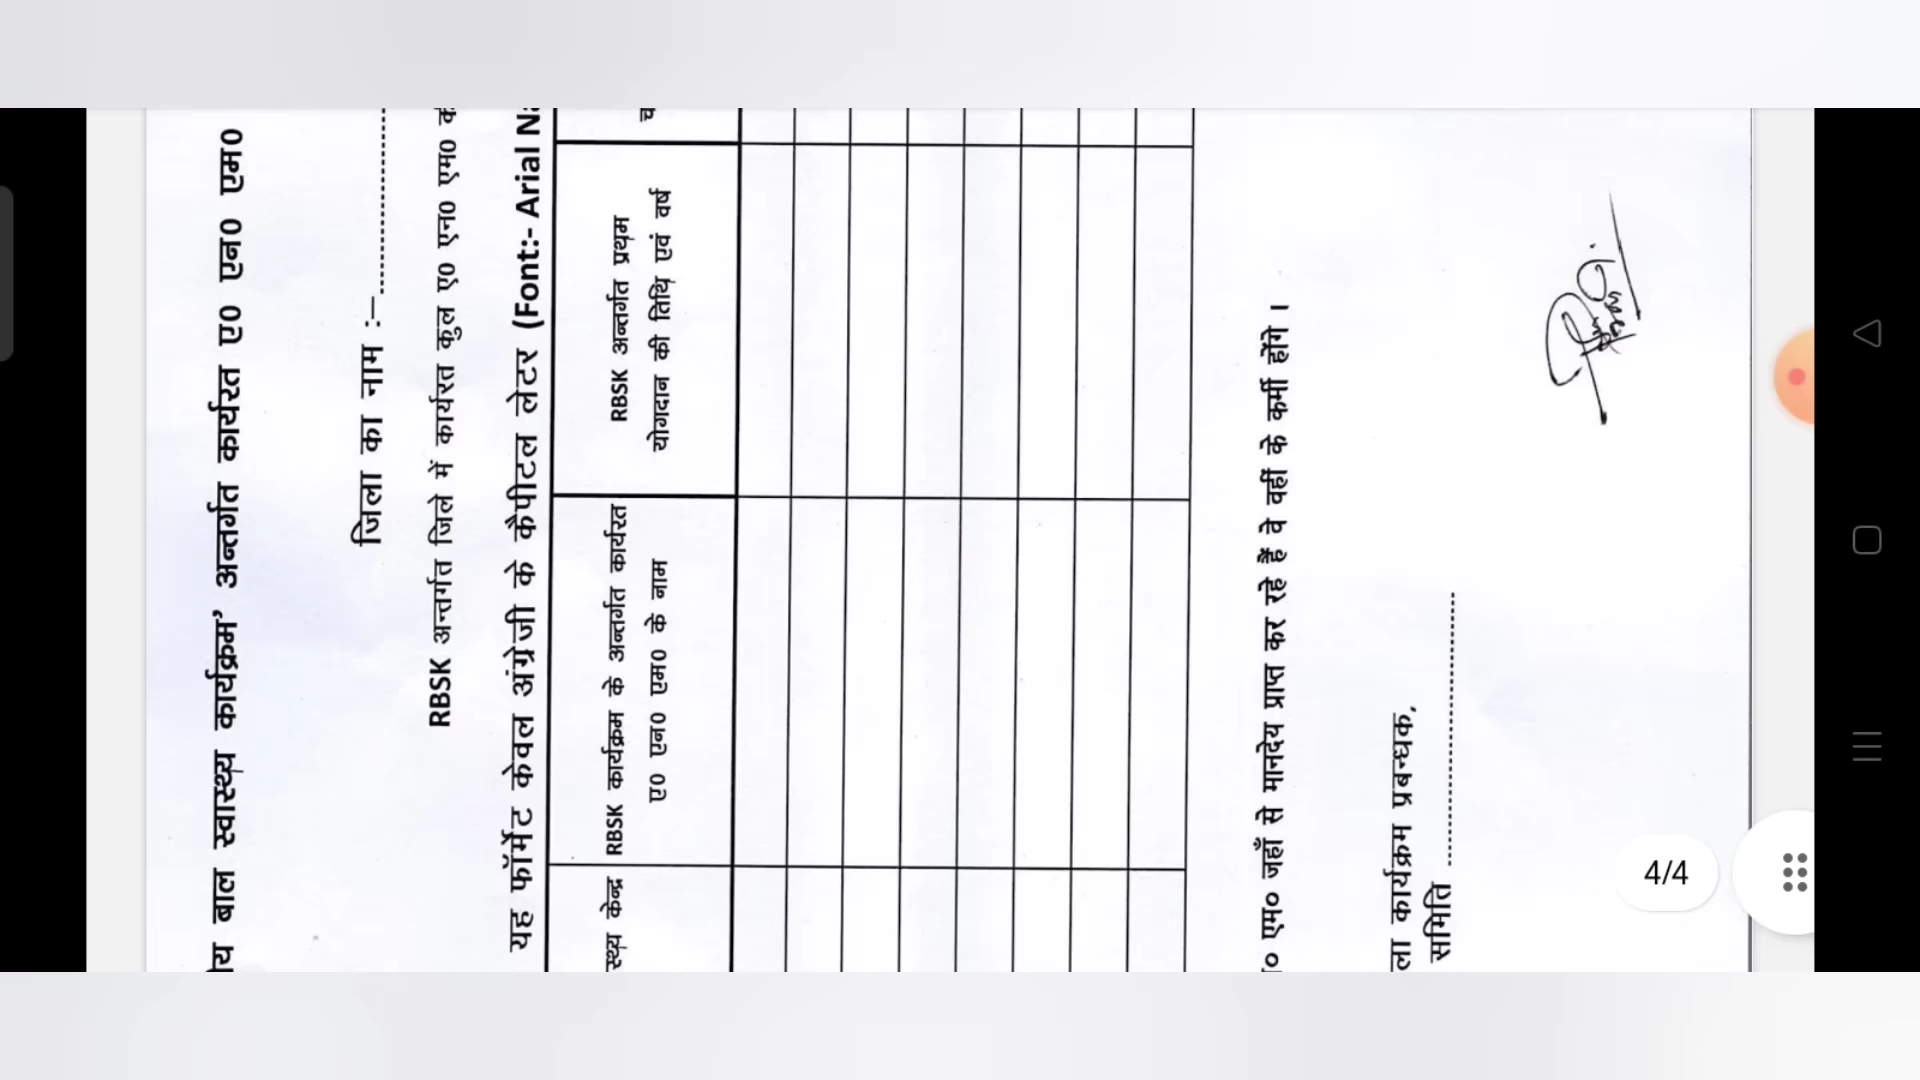 ीय बाल स्वास्थ्य कार्यक्रम’ अन्तर्गत कार्यरत ए0 एन0 एम0
जिला का नाम :–
RBSK अन्तर्गत जिले में कार्यरत कुल ए0 एन0 एम0 क
यह फॉर्मेट केवल अंग्रेजी के कैपीटल लेटर (Font:- Arial Na
स्थ्य केन्द्र
RBSK कार्यक्रम के अन्तर्गत कार्यरत
ए0 एन0 एम0 के नाम
RBSK अन्तर्गत प्रथम
योगदान की तिथि एवं वर्ष
० एम० जहाँ से मानदेय प्राप्त कर रहे हैं वे वहीं के कर्मी होंगे ।
ला कार्यक्रम प्रबन्धक,
समिति
4/4